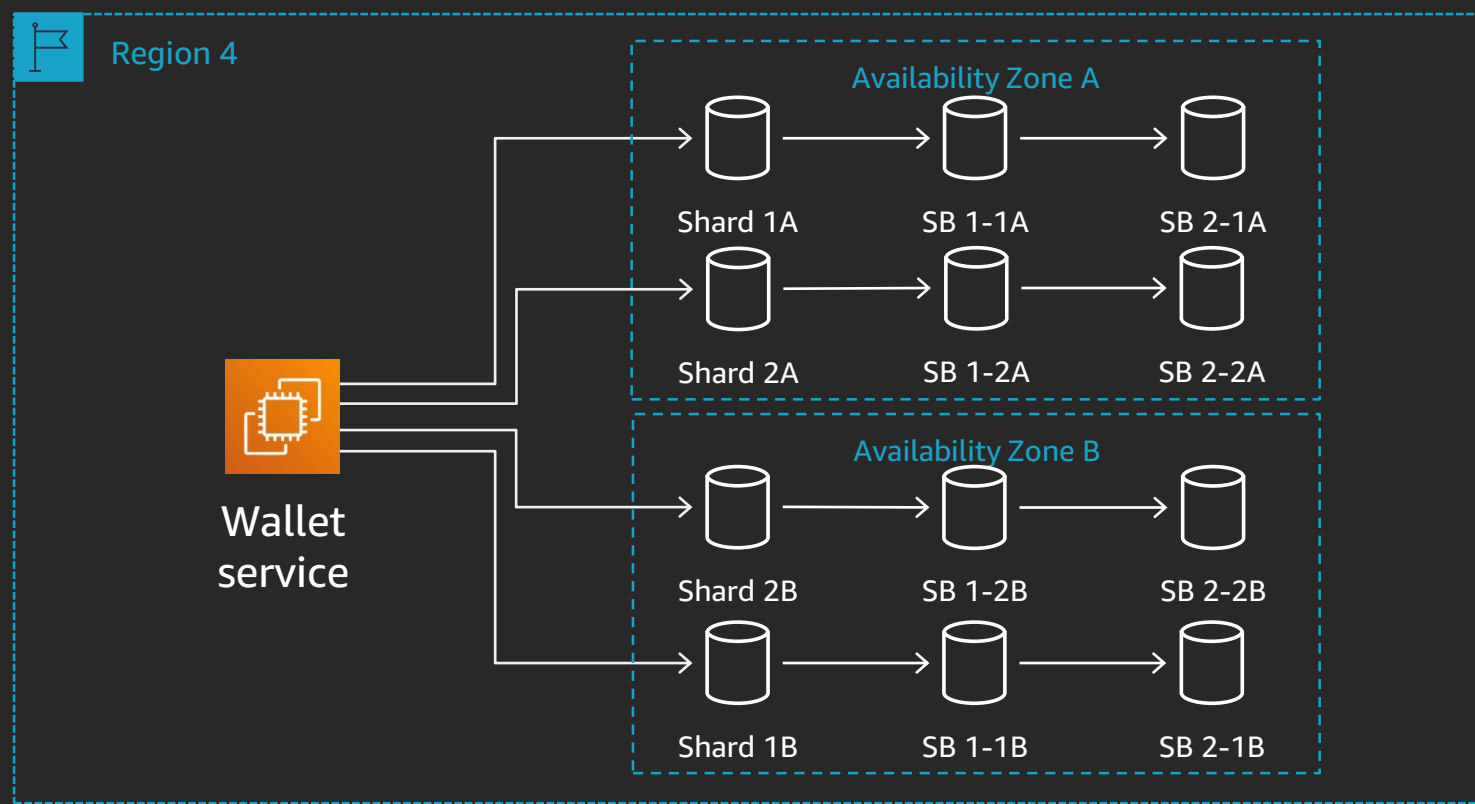 Region 4
Availability Zone A
Shard 1A
SB 1-1A
SB 2-1A
Shard 2A
SB 1-2A
SB 2-2A
Wallet
service
Availability Zone B
Shard 2B
SB 1-2B
SB 2-2B
Shard 1B
SB 1-1B
SB 2-1B